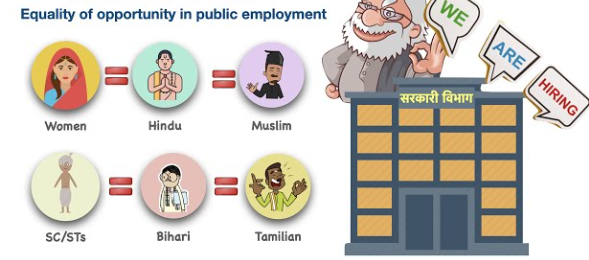 Equality of opportunity in public employment
WE
ARE
HIRING
सरकारी विभाग
Women
Hindu
Muslim
SC/STs
Bihari
Tamilian